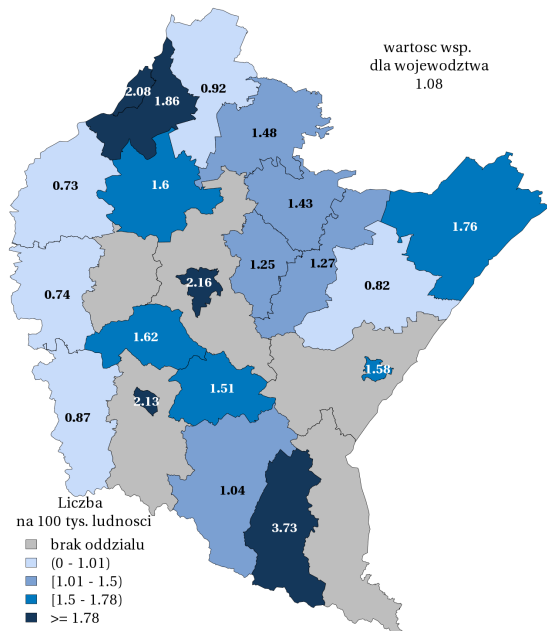 wartosc wsp.
dla wojewodztwa
1.08
0.92
2.08
1.86
1.48
0.73
1.6
1.43
1.76
1.25
1.27
0.74
2.16
0.82
1.62
1.58
1.51
2.13
0.87
1.04
3.73
Liczba
na 100 tys. ludnosci
brak oddzialu
(0 - 1.01)
[1.01 - 1.5)
[1.5 - 1.78)
>= 1.78